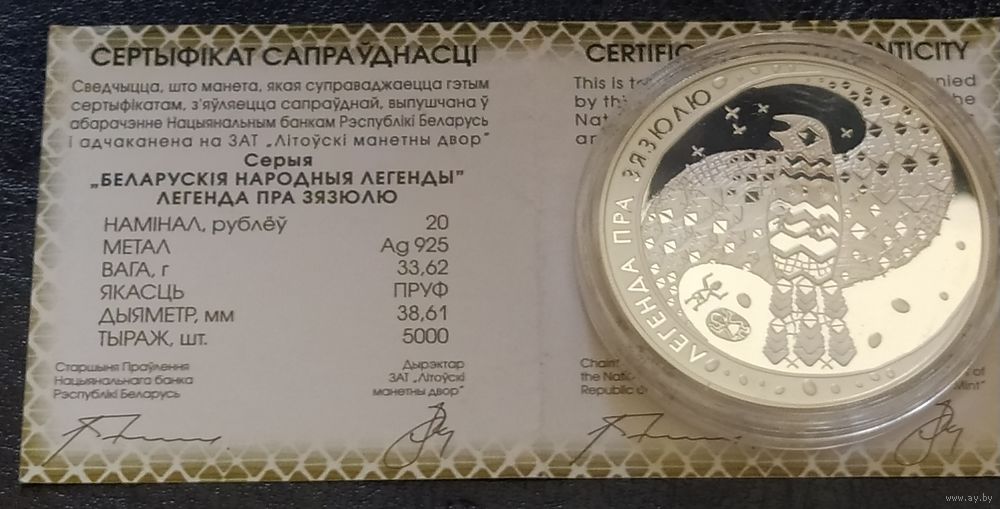 СЕРТЫФІКАТ САПРАЎДНАСЦІ
Сведчыцца, што манета, якая суправаджаецца гэтым
сертыфікатам, з'яўляецца сапраўднай, выпушчана ў
абарачэнне Нацыянальным банкам Рэспублікі Беларусь
і адчаканена на ЗАТ „Літоўскі манетны двор"
Серыя
„БЕЛАРУСКІЯ НАРОДНЫЯ ЛЕГЕНДЫ"
ЛЕГЕНДА ПРА ЗЯЗЮЛЮ
НАМІНАЛ, рублёў 20
МЕТАЛ Ag 925
ВАГА, г 33,62
ЯКАСЦЬ ПРУФ
ДЫЯМЕТР, мм 38,61
ТЫРАЖ, шт. 5000
Старшыня Праўлення
Нацыянальнага банка
Рэспублікі Беларусь
Дырэктар
ЗАТ „Літоўскі
манетны двор"
CERTIFIC NTICITY
This is t nied
by th the
Nat
ar
Chair s of
the Natio Mint"
Republic o
ЛЕГЕНДА ПРА ЗЯЗЮЛЮ
www.ay.by